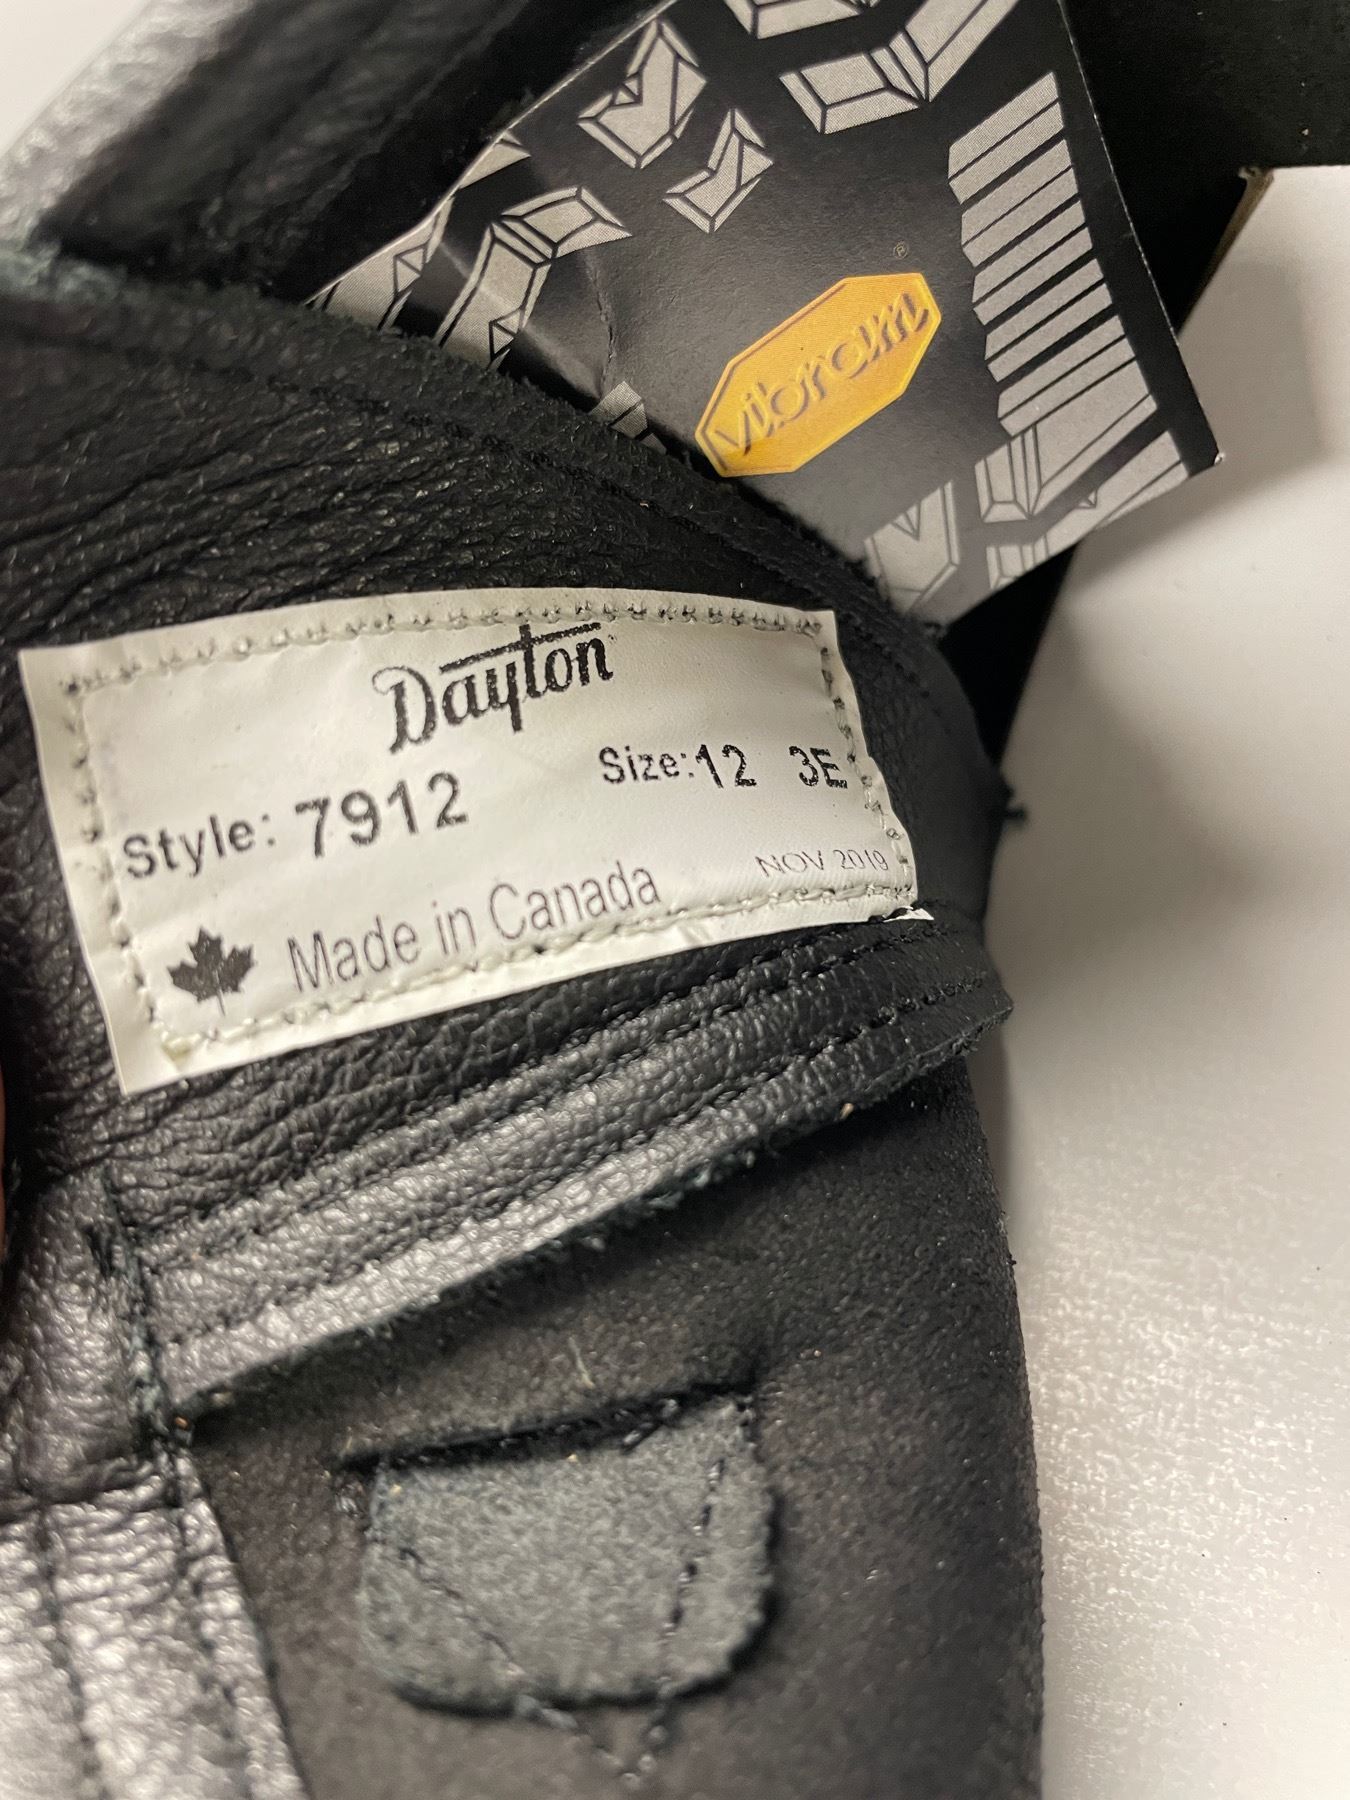 vibram®
Dayton
Size: 12 3E
Style: 7912
NOV 2019
Made in Canada